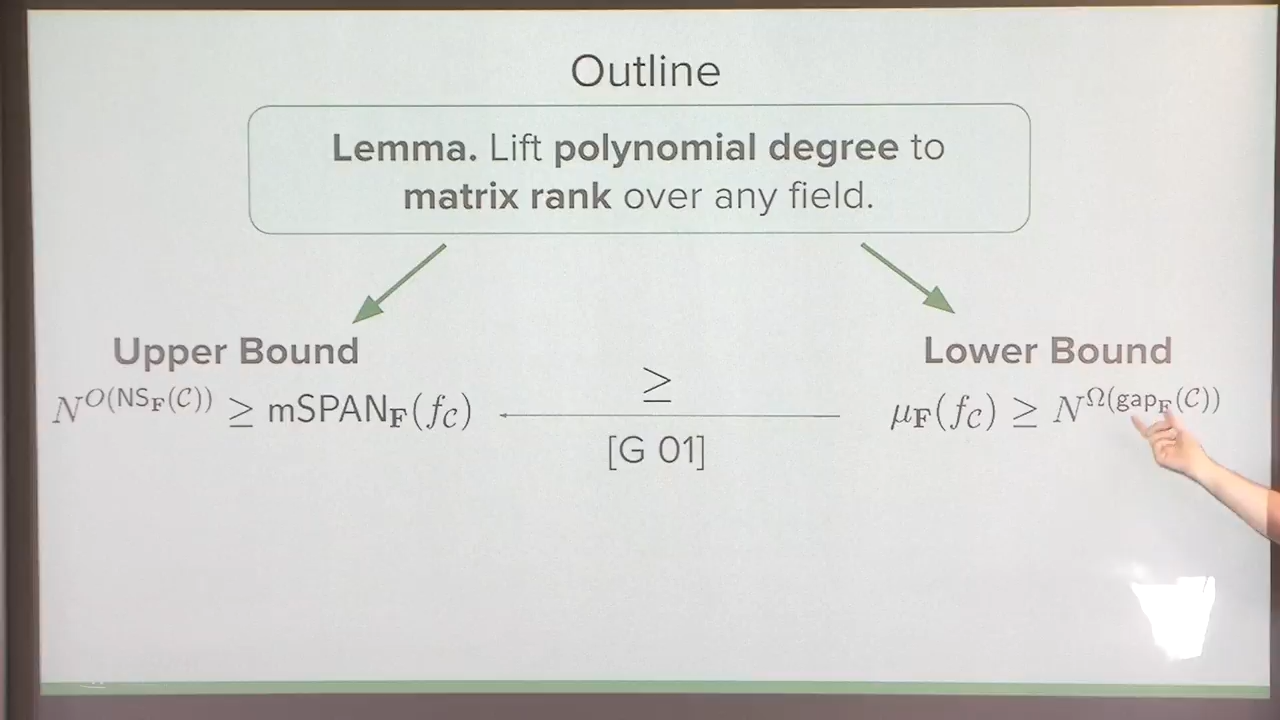 Outline
Lemma. Lift polynomial degree to
matrix rank over any field.
Upper Bound
Lower Bound
N^{O(NS_F(C))} ≥ mSPAN_F(f_C)
≥
[G 01]
μ_F(f_C) ≥ N^{Ω(gap_F(C))}